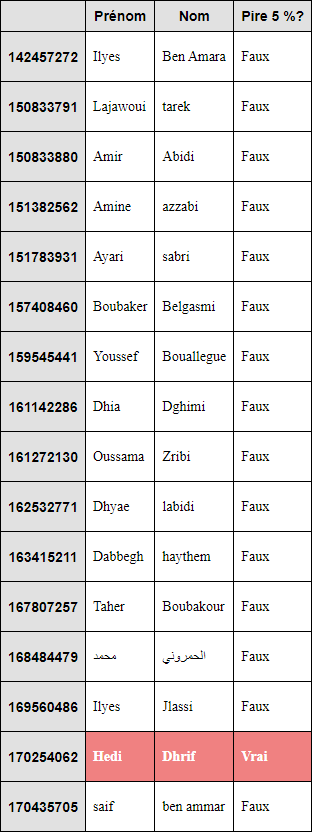 Prénom Nom Pire 5 %?
142457272 Ilyes Ben Amara Faux
150833791 Lajawoui tarek Faux
150833880 Amir Abidi Faux
151382562 Amine azzabi Faux
151783931 Ayari sabri Faux
157408460 Boubaker Belgasmi Faux
159545441 Youssef Bouallegue Faux
161142286 Dhia Dghimi Faux
161272130 Oussama Zribi Faux
162532771 Dhyae labidi Faux
163415211 Dabbegh haythem Faux
167807257 Taher Boubakour Faux
168484479 محمد الحمروني Faux
169560486 Ilyes Jlassi Faux
170254062 Hedi Dhrif Vrai
170435705 saif ben ammar Faux